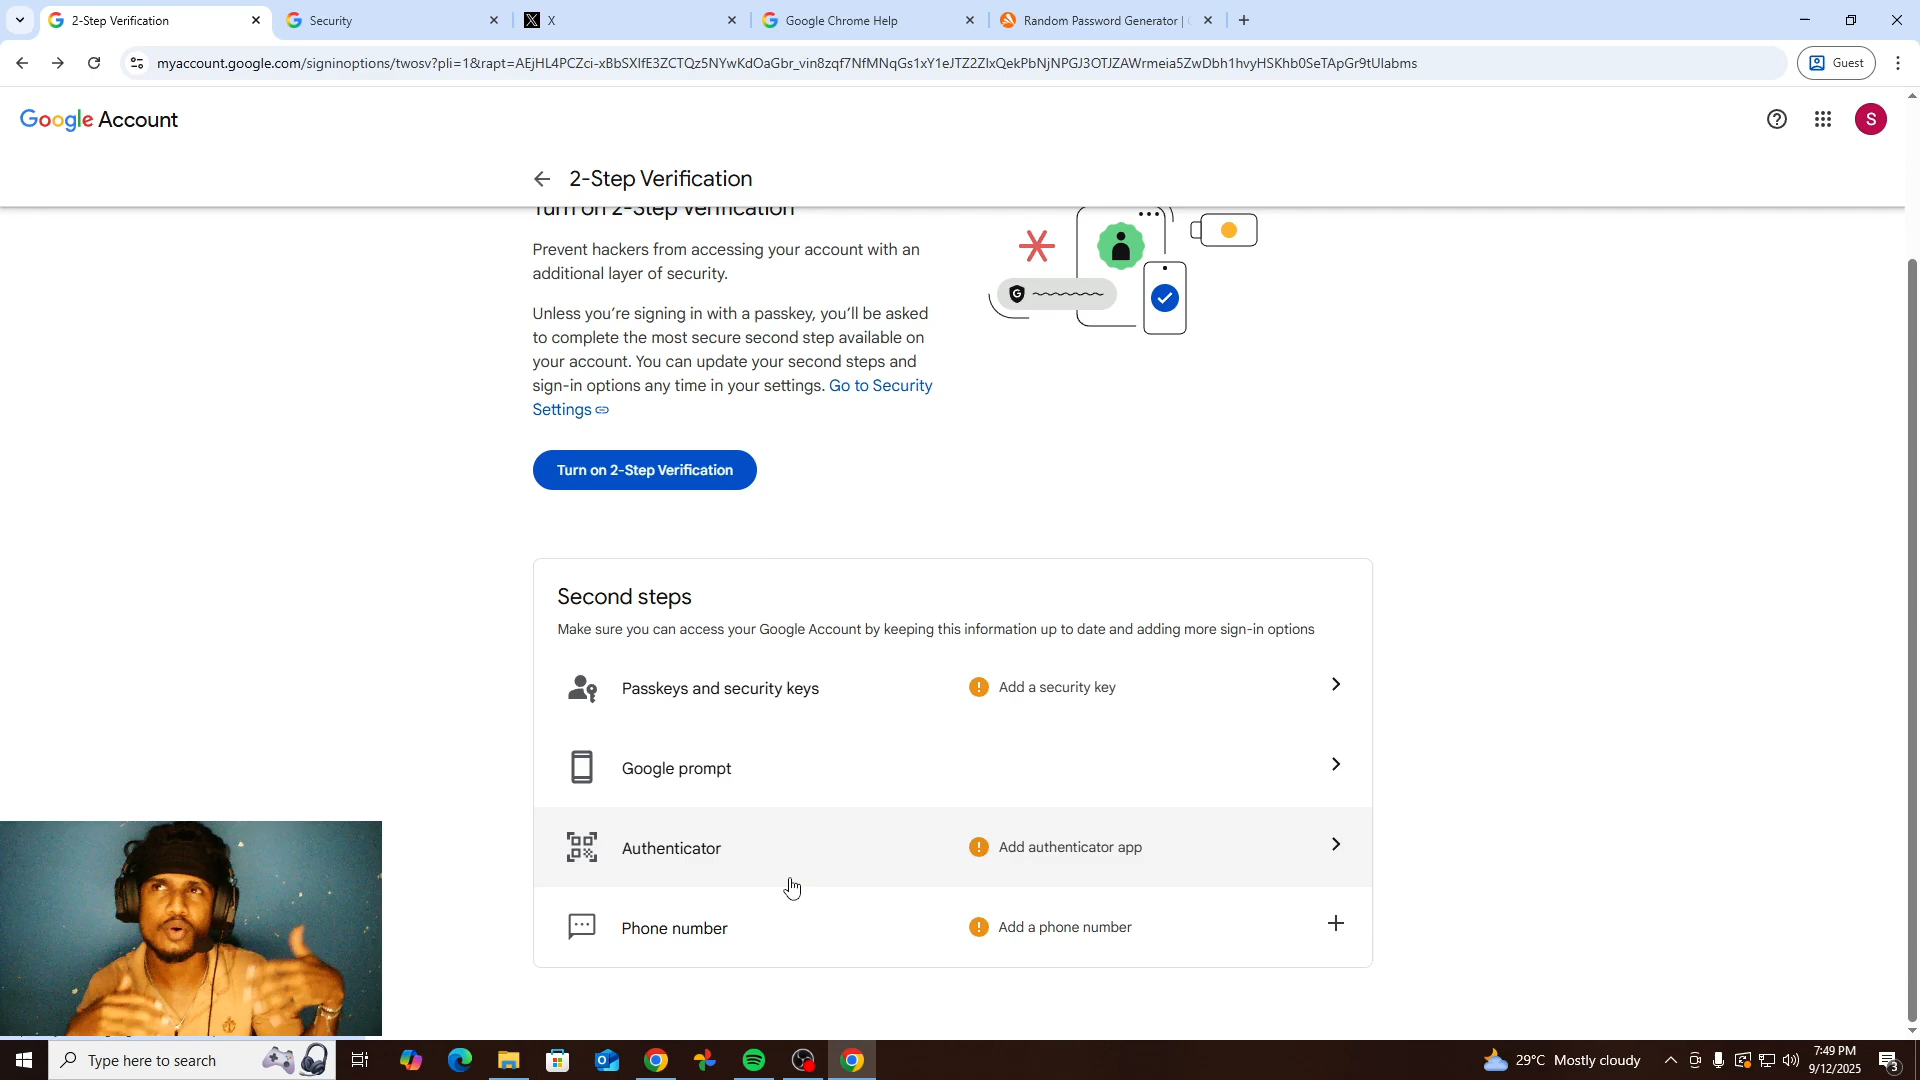 2-Step Verification
Security
X
Google Chrome Help
Random Password Generator |
myaccount.google.com/signinoptions/twosv?pli=1&rapt=AEjHL4PCZci-xBbSXIfE3ZCTQz5NYwKdOaGbr_vin8zqf7NfMNqGs1xY1eJTZ2ZIxQekPbNjNPGJ3OTJZAWrmeia5ZwDbh1hvyHSKhb0SeTApGr9tUlabms
Guest
Google Account
S
2-Step Verification
Turn on 2-Step Verification
Prevent hackers from accessing your account with an
additional layer of security.
Unless you're signing in with a passkey, you'll be asked
to complete the most secure second step available on
your account. You can update your second steps and
sign-in options any time in your settings. Go to Security
Settings
G
Turn on 2-Step Verification
Second steps
Make sure you can access your Google Account by keeping this information up to date and adding more sign-in options
Passkeys and security keys
Add a security key
Google prompt
Authenticator
Add authenticator app
Phone number
Add a phone number
Type here to search
29°C Mostly cloudy
7:49 PM
9/12/2025
3